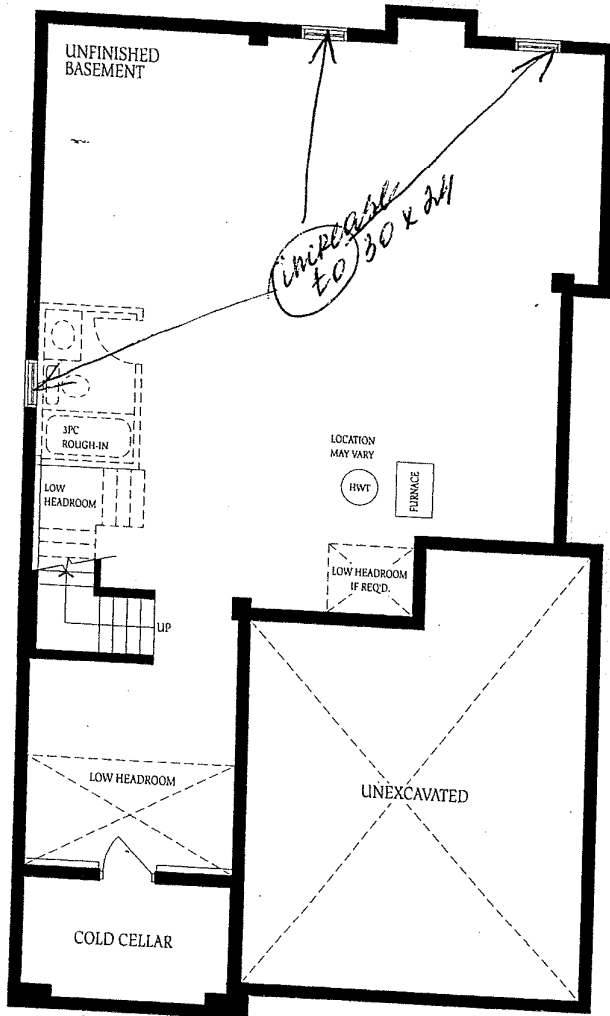 UNFINISHED
BASEMENT
increase
to 30 x 24
3PC
ROUGH-IN
LOW
HEADROOM
LOCATION
MAY VARY
HWT
FURNACE
LOW HEADROOM
IF REQ'D.
UP
LOW HEADROOM
UNEXCAVATED
COLD CELLAR